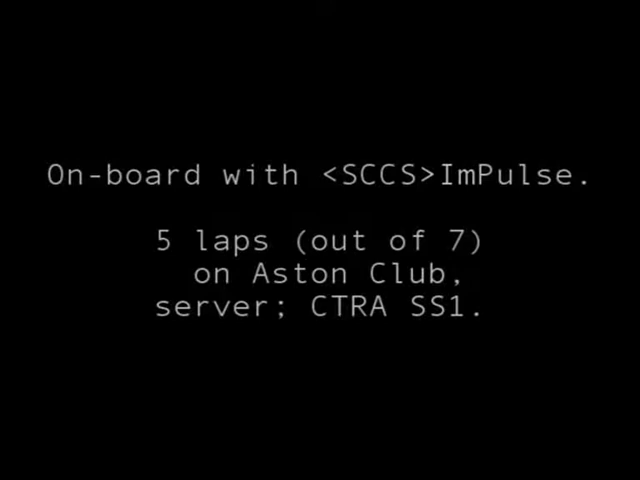 On-board with <SCCS>ImPulse.
5 laps (out of 7)
on Aston Club,
server; CTRA SS1.